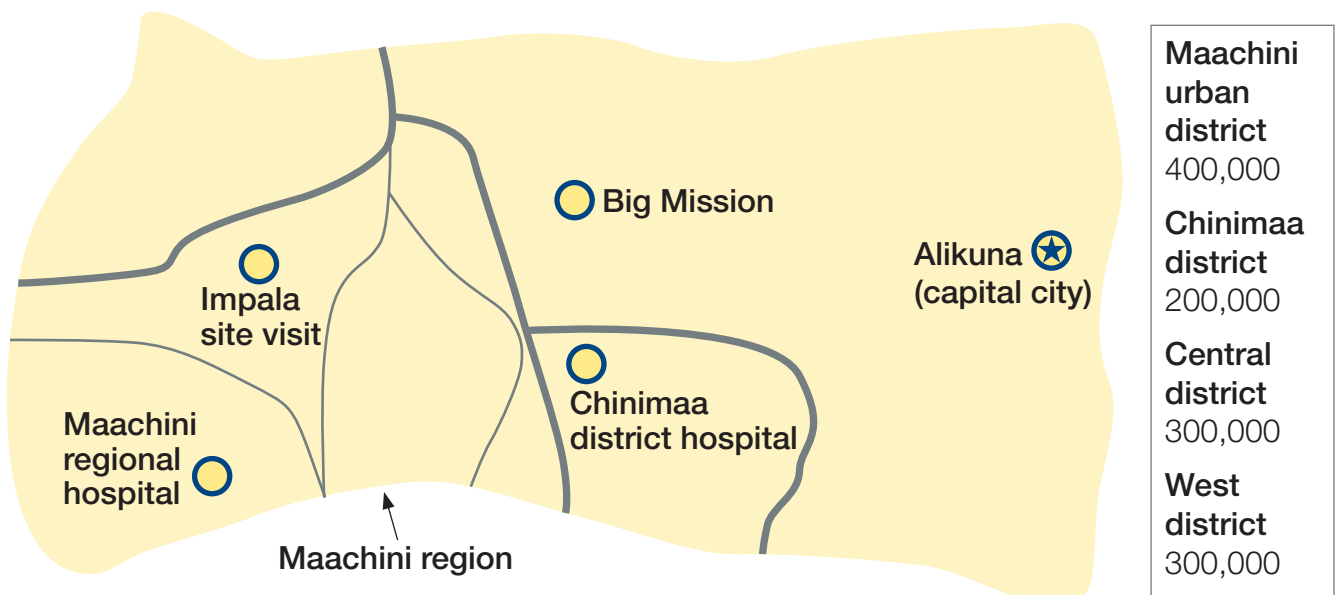 Big Mission
Alikuna
(capital city)
Impala
site visit
Chinimaa
district hospital
Maachini
regional
hospital
Maachini region
Maachini
urban
district
400,000
Chinimaa
district
200,000
Central
district
300,000
West
district
300,000